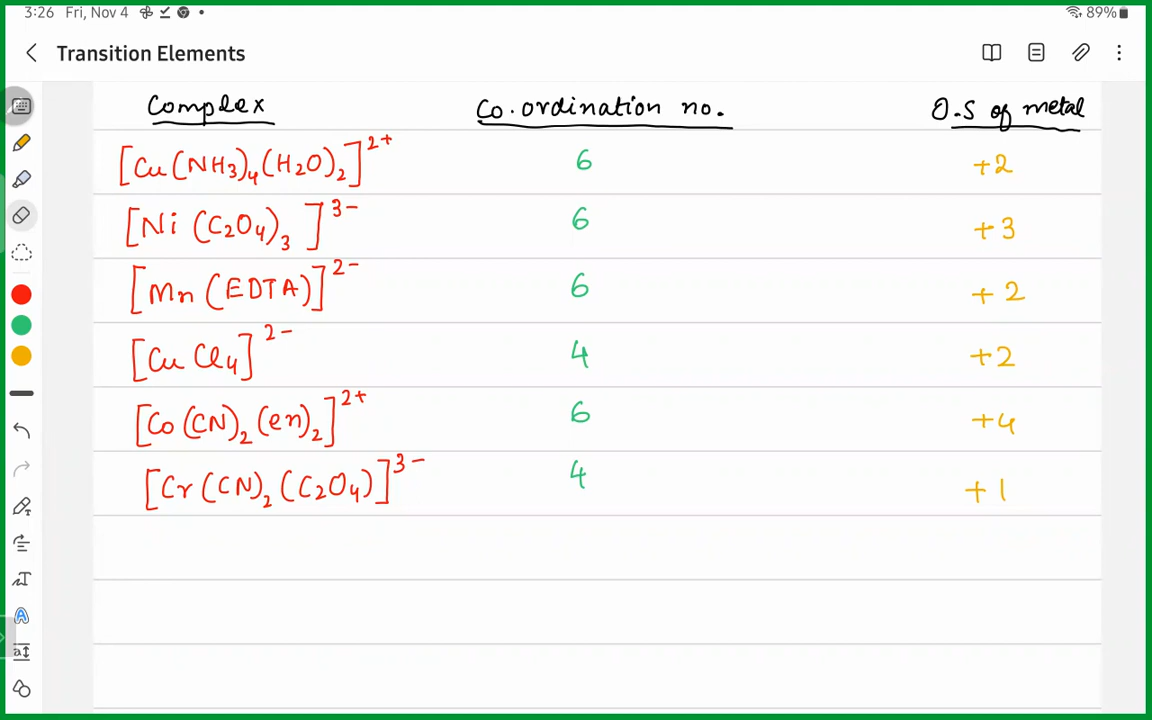 3:26 Fri, Nov 4 89%
Transition Elements
Complex Co.ordination no. O.S of metal
[Cu(NH3)4(H2O)2]2+ 6 +2
[Ni(C2O4)3]3- 6 +3
[Mn(EDTA)]2- 6 +2
[CuCl4]2- 4 +2
[Co(CN)2(en)2]2+ 6 +4
[Cr(CN)2(C2O4)]3- 4 +1